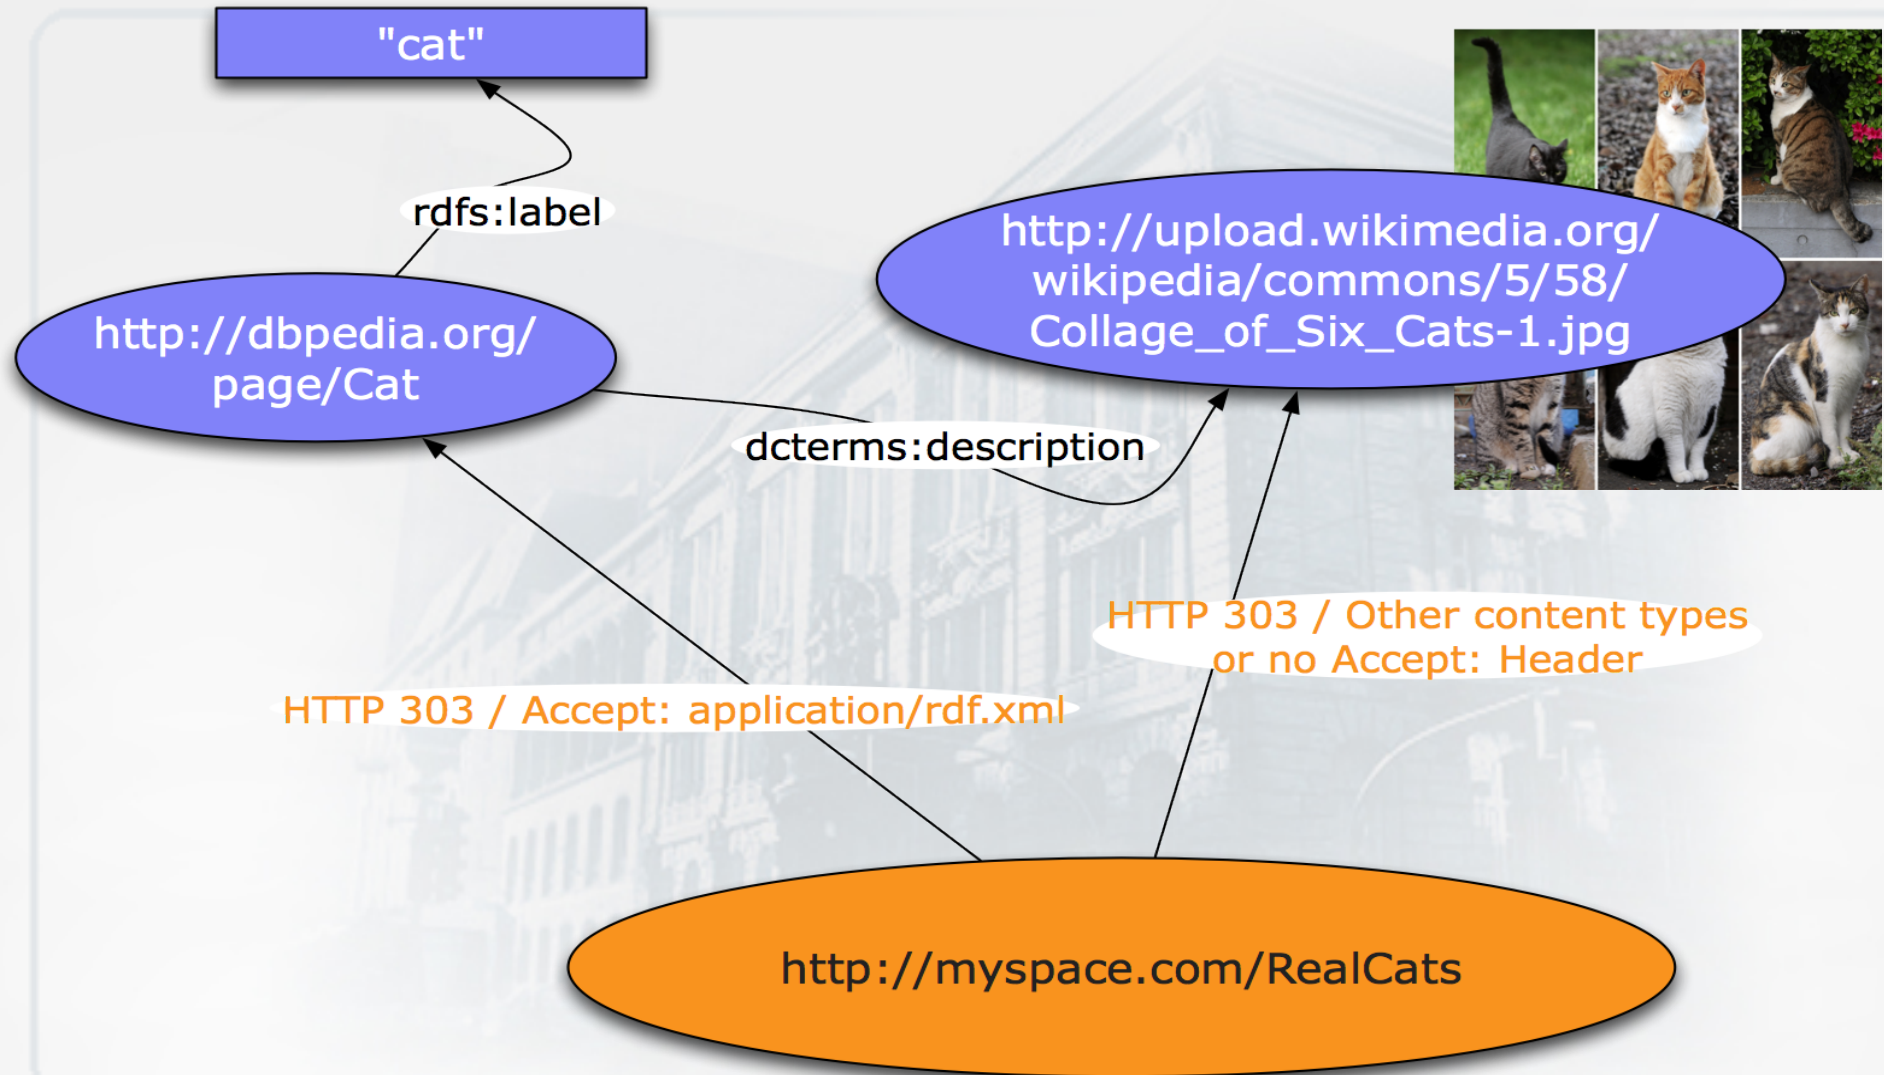 "cat"
rdfs:label
http://upload.wikimedia.org/
wikipedia/commons/5/58/
Collage_of_Six_Cats-1.jpg
http://dbpedia.org/
page/Cat
dcterms:description
HTTP 303 / Other content types
or no Accept: Header
HTTP 303 / Accept: application/rdf.xml
http://myspace.com/RealCats